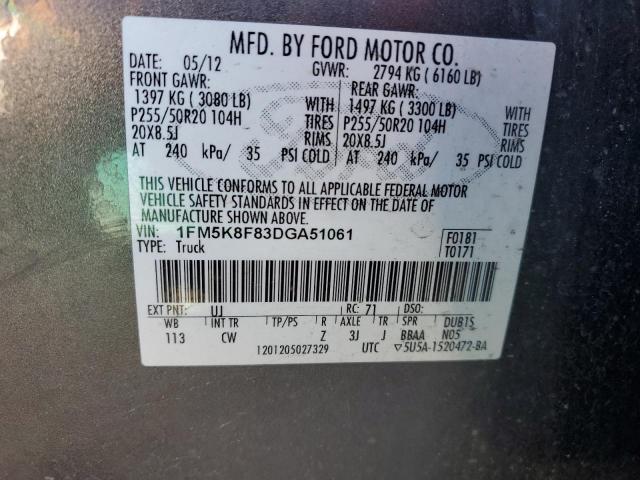 MFD. BY FORD MOTOR CO.
DATE: 05/12 GVWR: 2794 KG ( 6160 LB)
FRONT GAWR: REAR GAWR:
1397 KG ( 3080 LB) WITH 1497 KG ( 3300 LB) WITH
P255/50R20 104H TIRES P255/50R20 104H TIRES
20X8.5J RIMS 20X8.5J RIMS
AT 240 kPa/ 35 PSI COLD AT 240 kPa/ 35 PSI COLD
THIS VEHICLE CONFORMS TO ALL APPLICABLE FEDERAL MOTOR
VEHICLE SAFETY STANDARDS IN EFFECT ON THE DATE OF
MANUFACTURE SHOWN ABOVE.
VIN: 1FM5K8F83DGA51061 F0181
TYPE: Truck T0171
EXT PNT: UJ RC: 71 DSO:
WB INT TR TP/PS R AXLE TR SPR DUB1S
113 CW Z 3J J BBAA N05
1201205027329 UTC ▽5U5A-1520472-BA